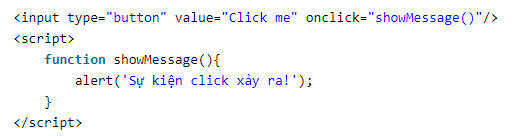 <input type="button" value="Click me" onclick="showMessage()"/>
<script>
    function showMessage(){
        alert('Sự kiện click xảy ra!');
    }
</script>